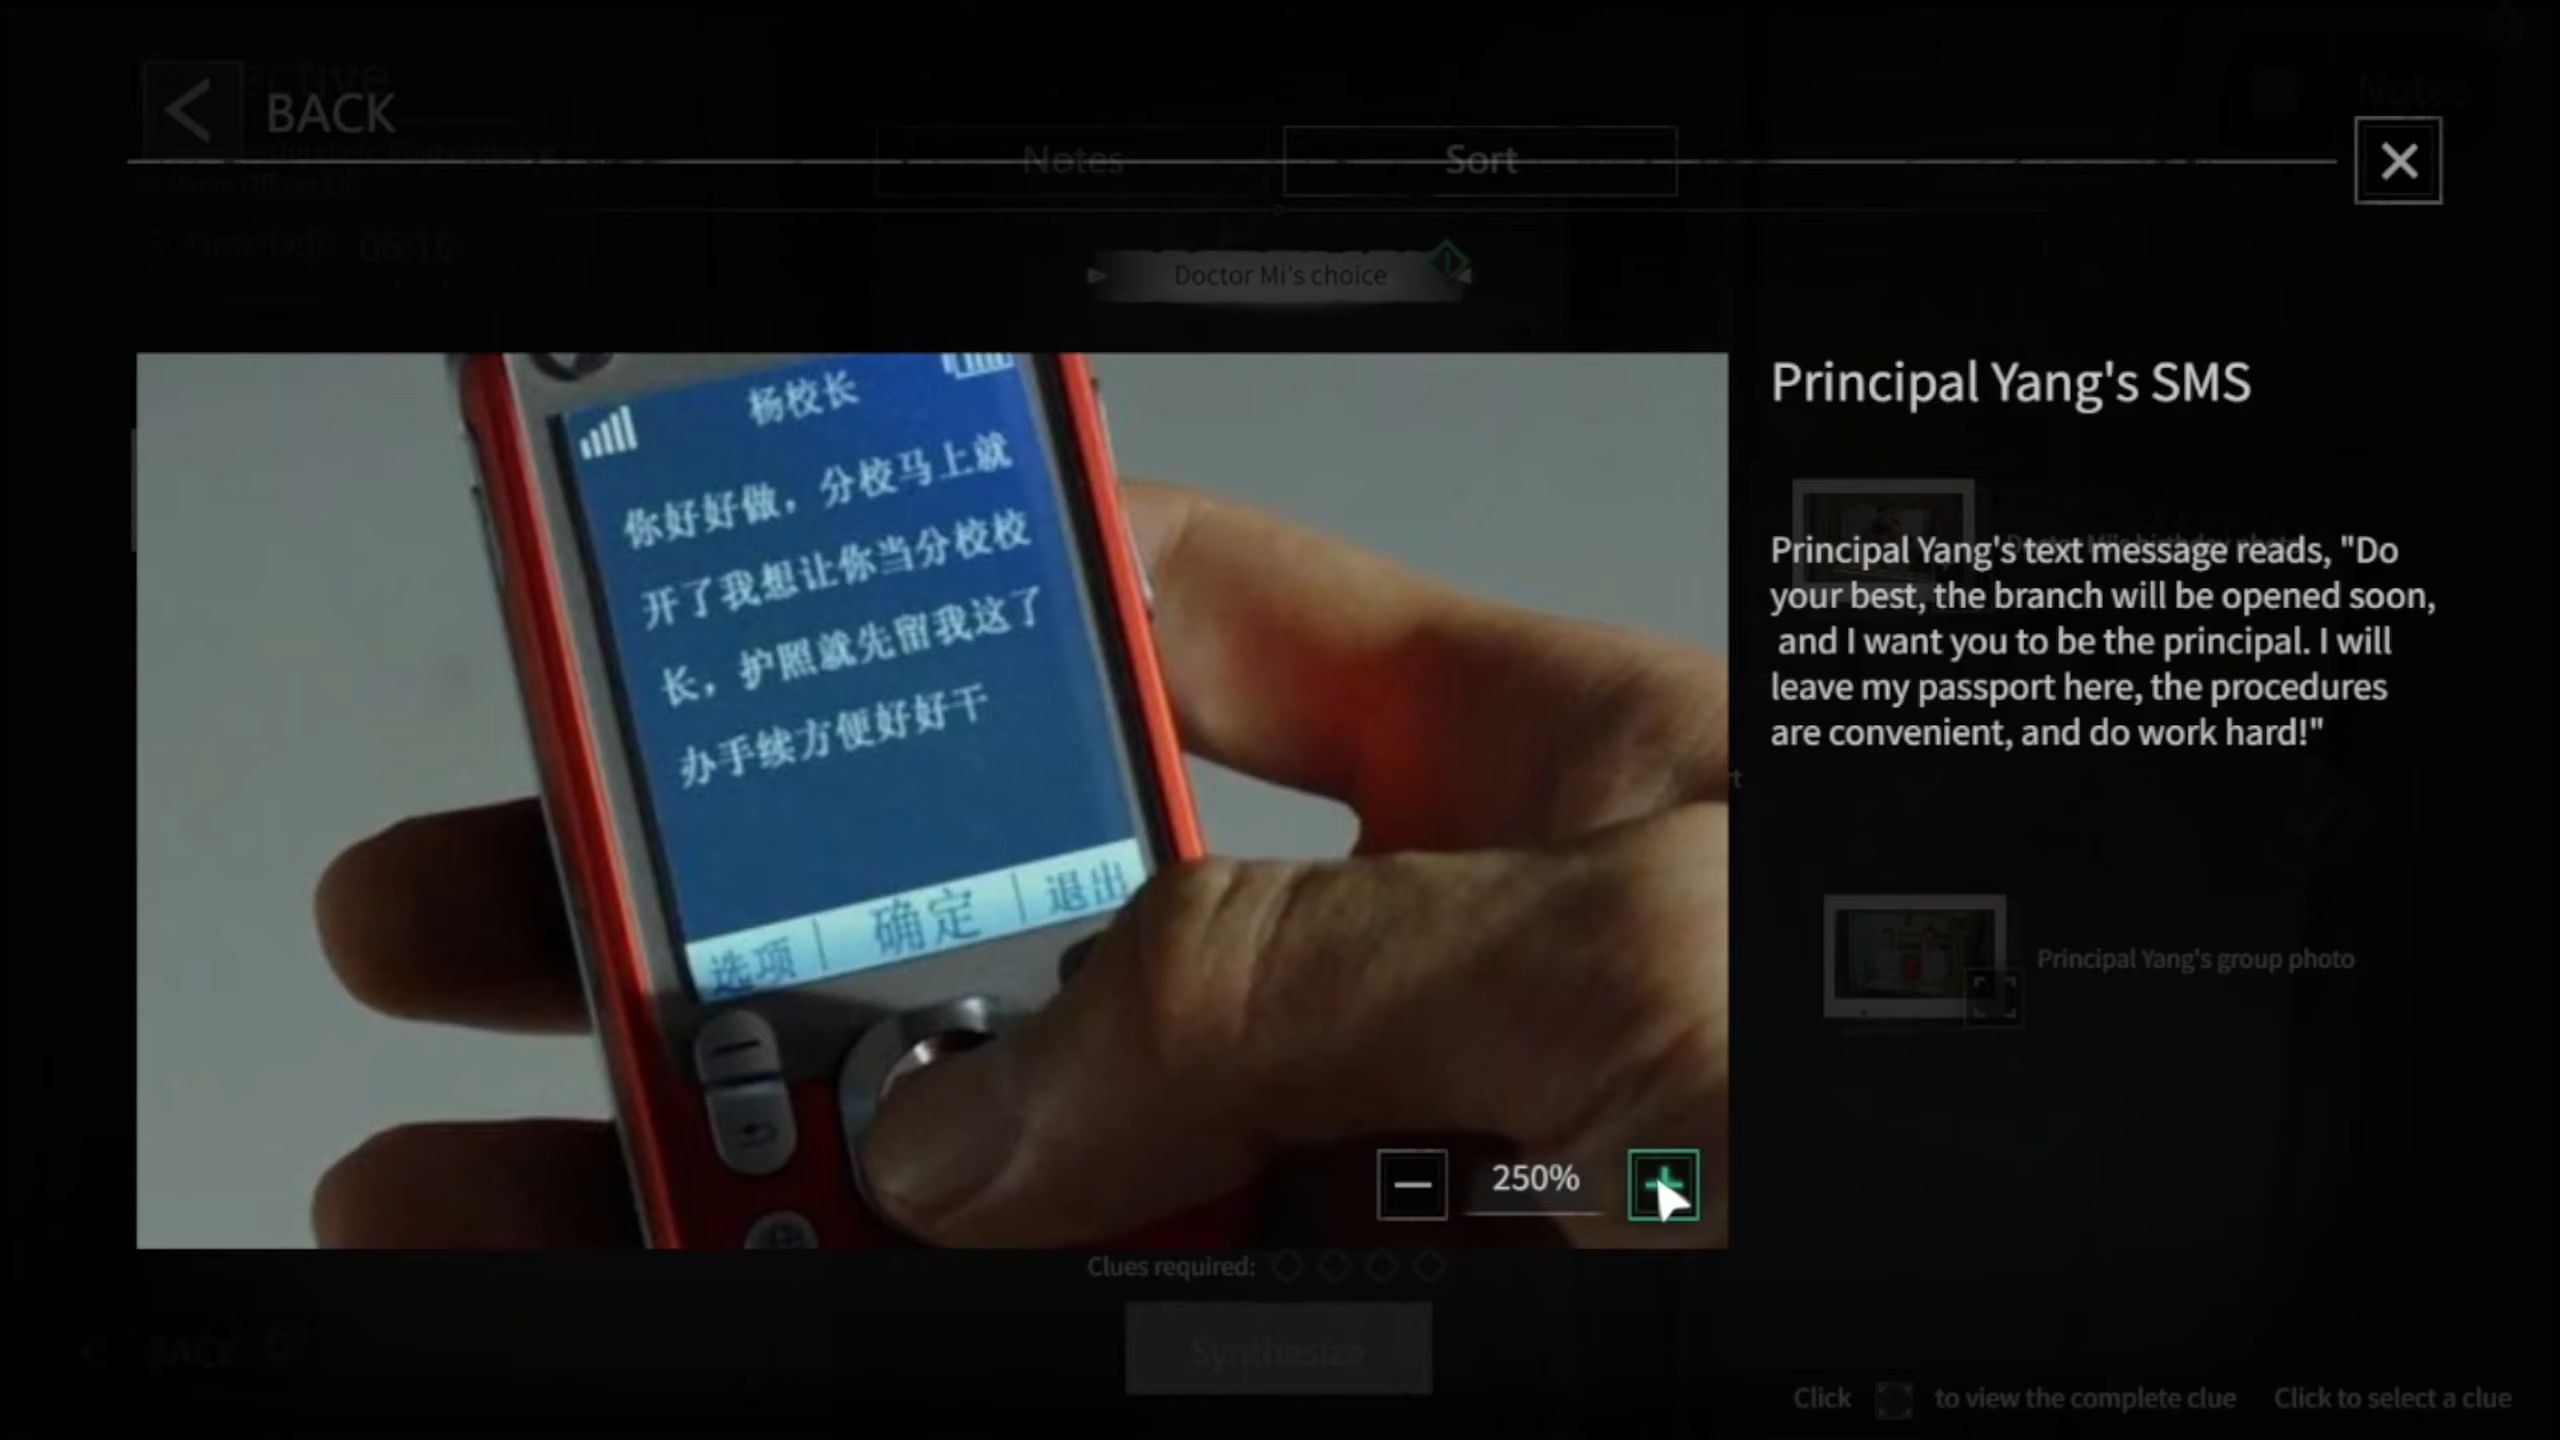 BACK
Notes
Sort
Time Left 06:16
Doctor Mi's choice
杨校长
你好好做，分校马上就
开了我想让你当分校校
长，护照就先留我这了
办手续方便好好干
选项
确定
退出
250%
Principal Yang's SMS
Principal Yang's text message reads, "Do
your best, the branch will be opened soon,
and I want you to be the principal. I will
leave my passport here, the procedures
are convenient, and do work hard!"
Principal Yang's group photo
Clues required:
Synthesize
BACK
Click to view the complete clue
Click to select a clue